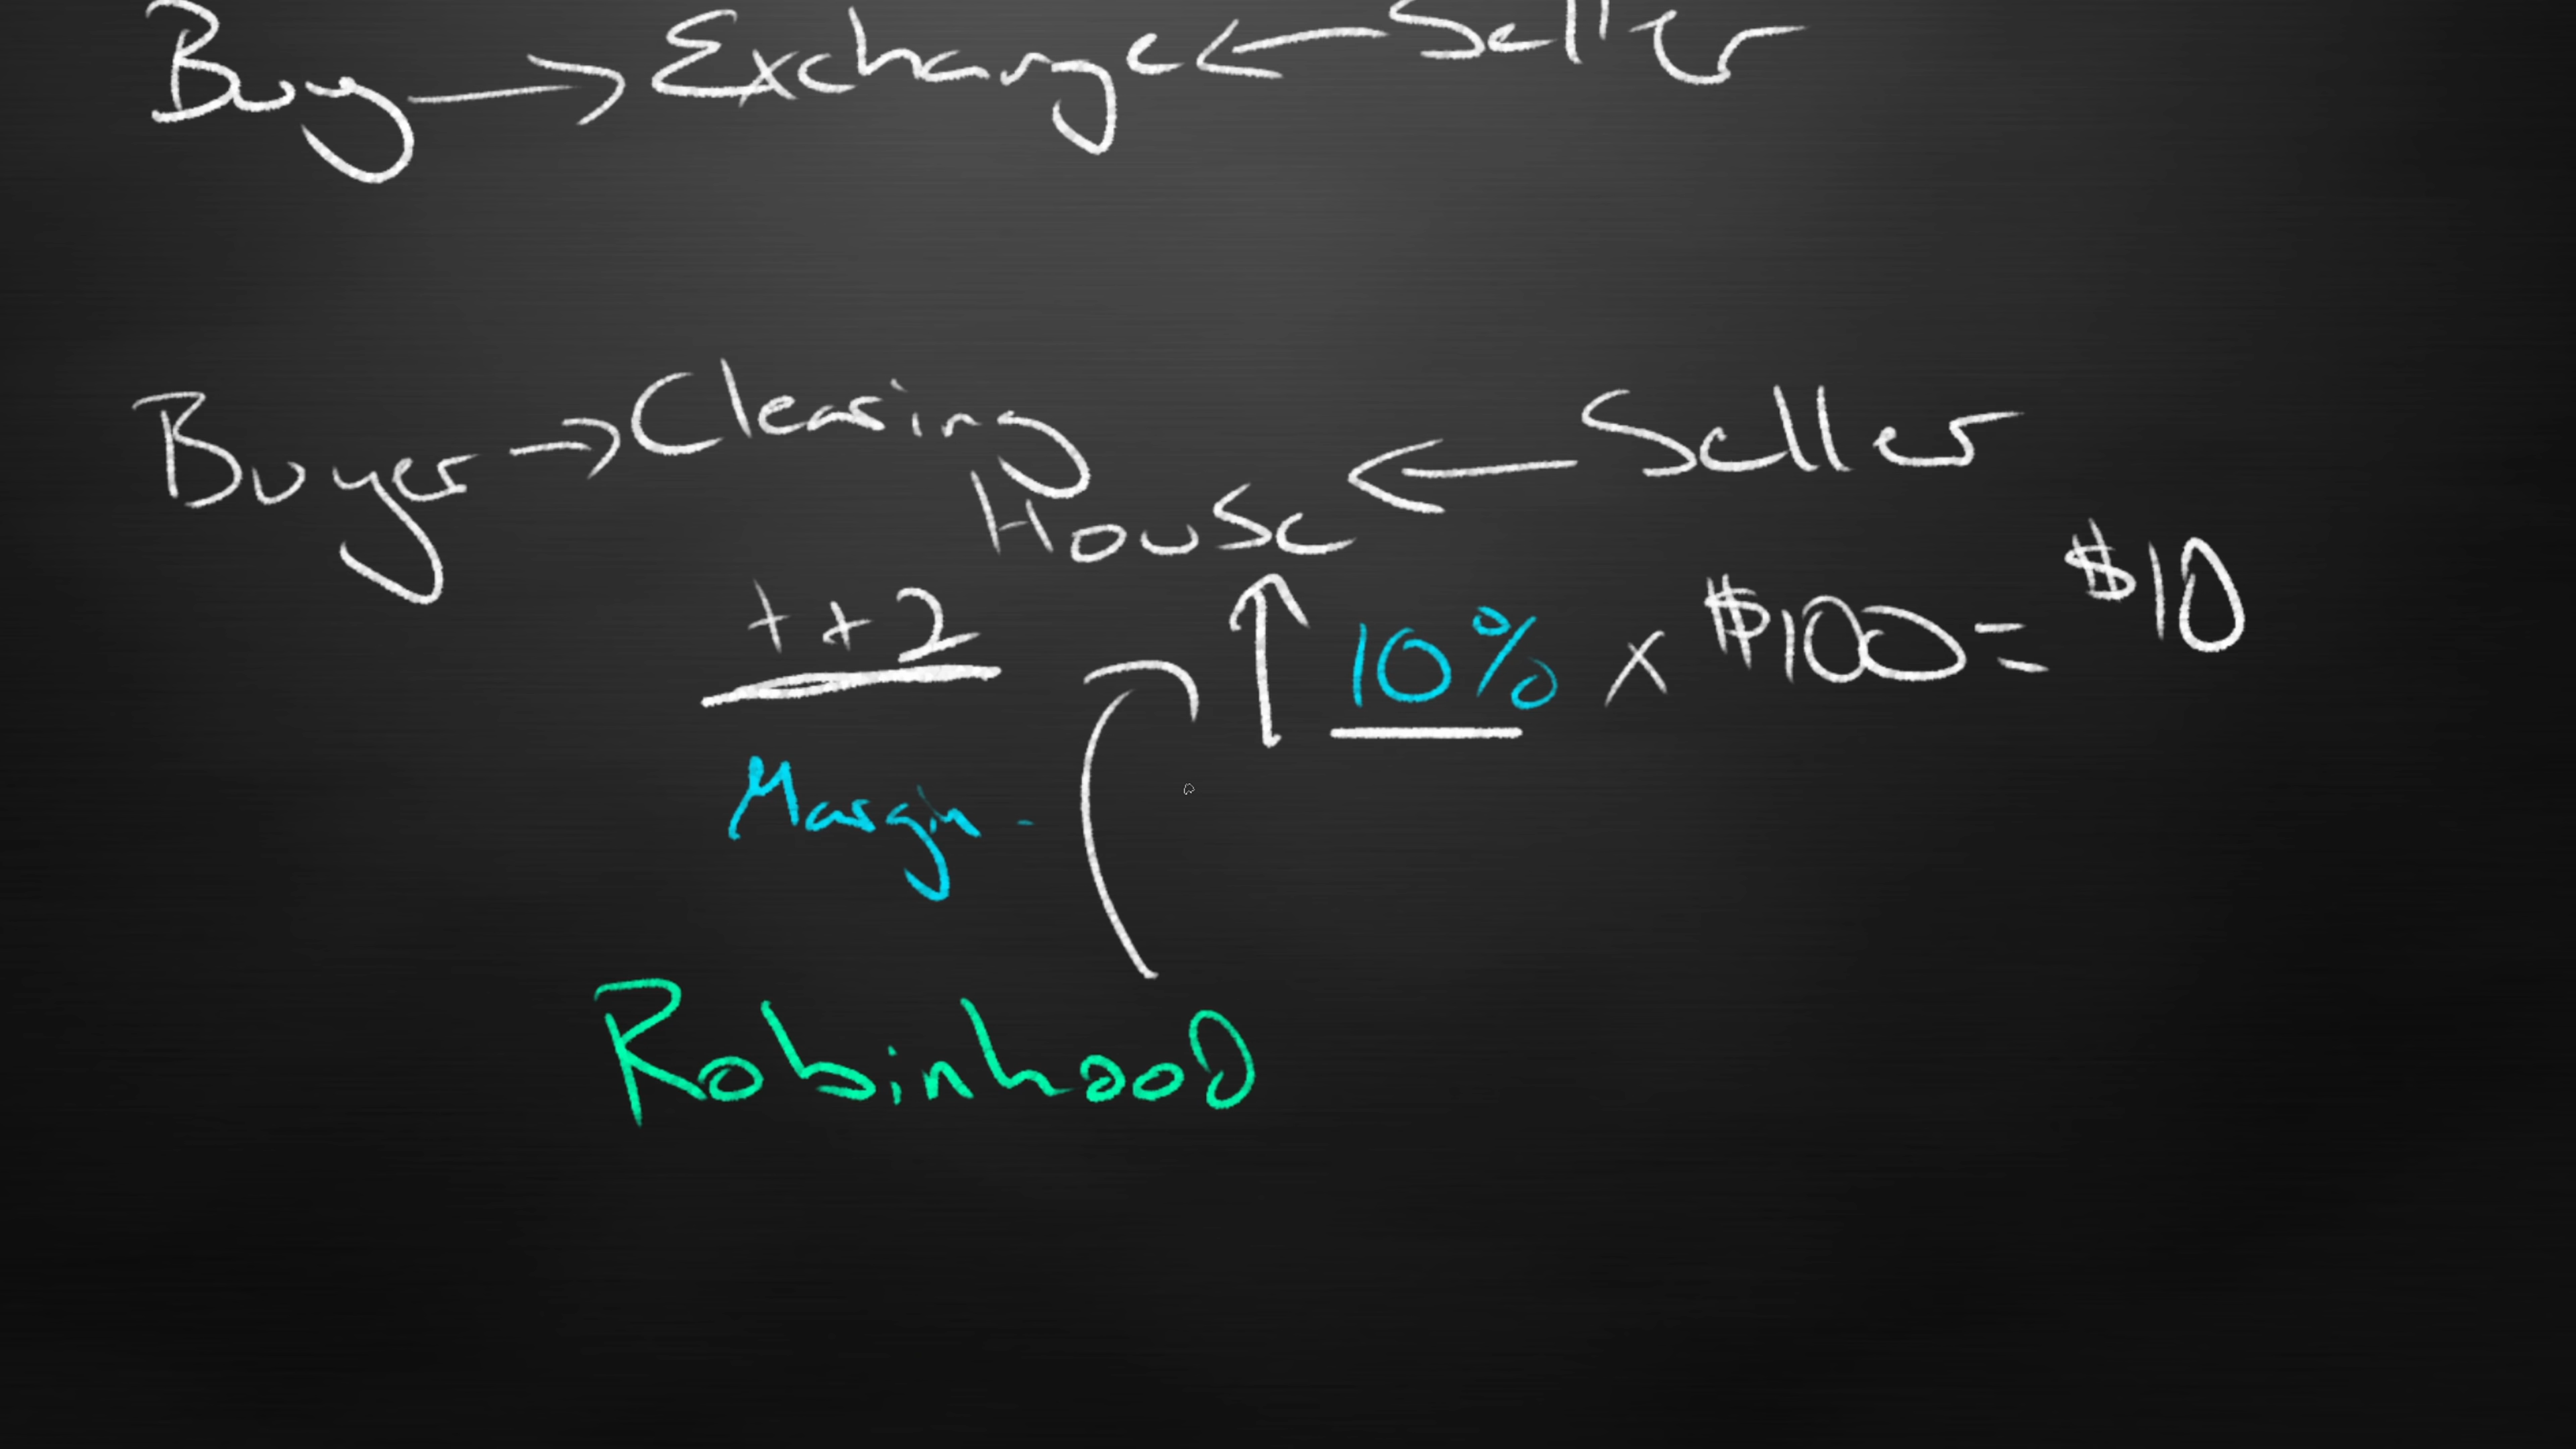 Buy → Exchange ← Seller
Buyer → Clearing House ← Seller
t+2
10% x $100 = $10
Margin -
Robinhood